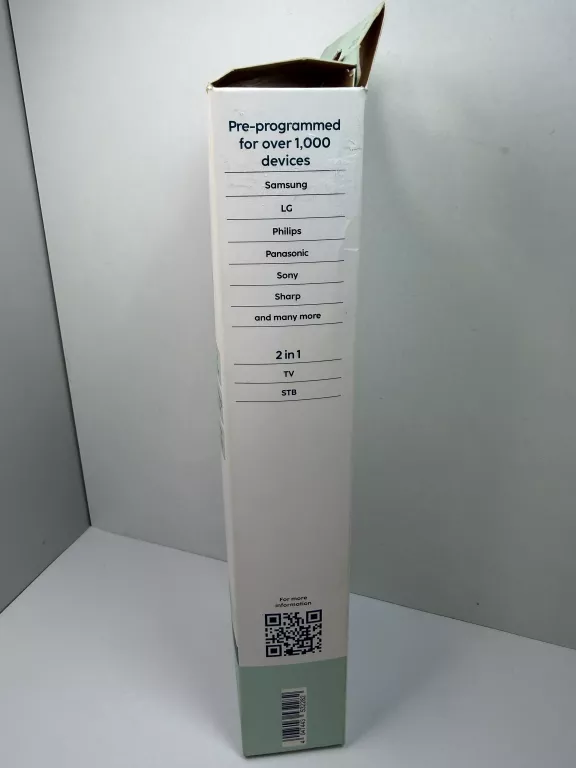 Pre-programmed
for over 1,000
devices
Samsung
LG
Philips
Panasonic
Sony
Sharp
and many more
2 in 1
TV
STB
For more
information